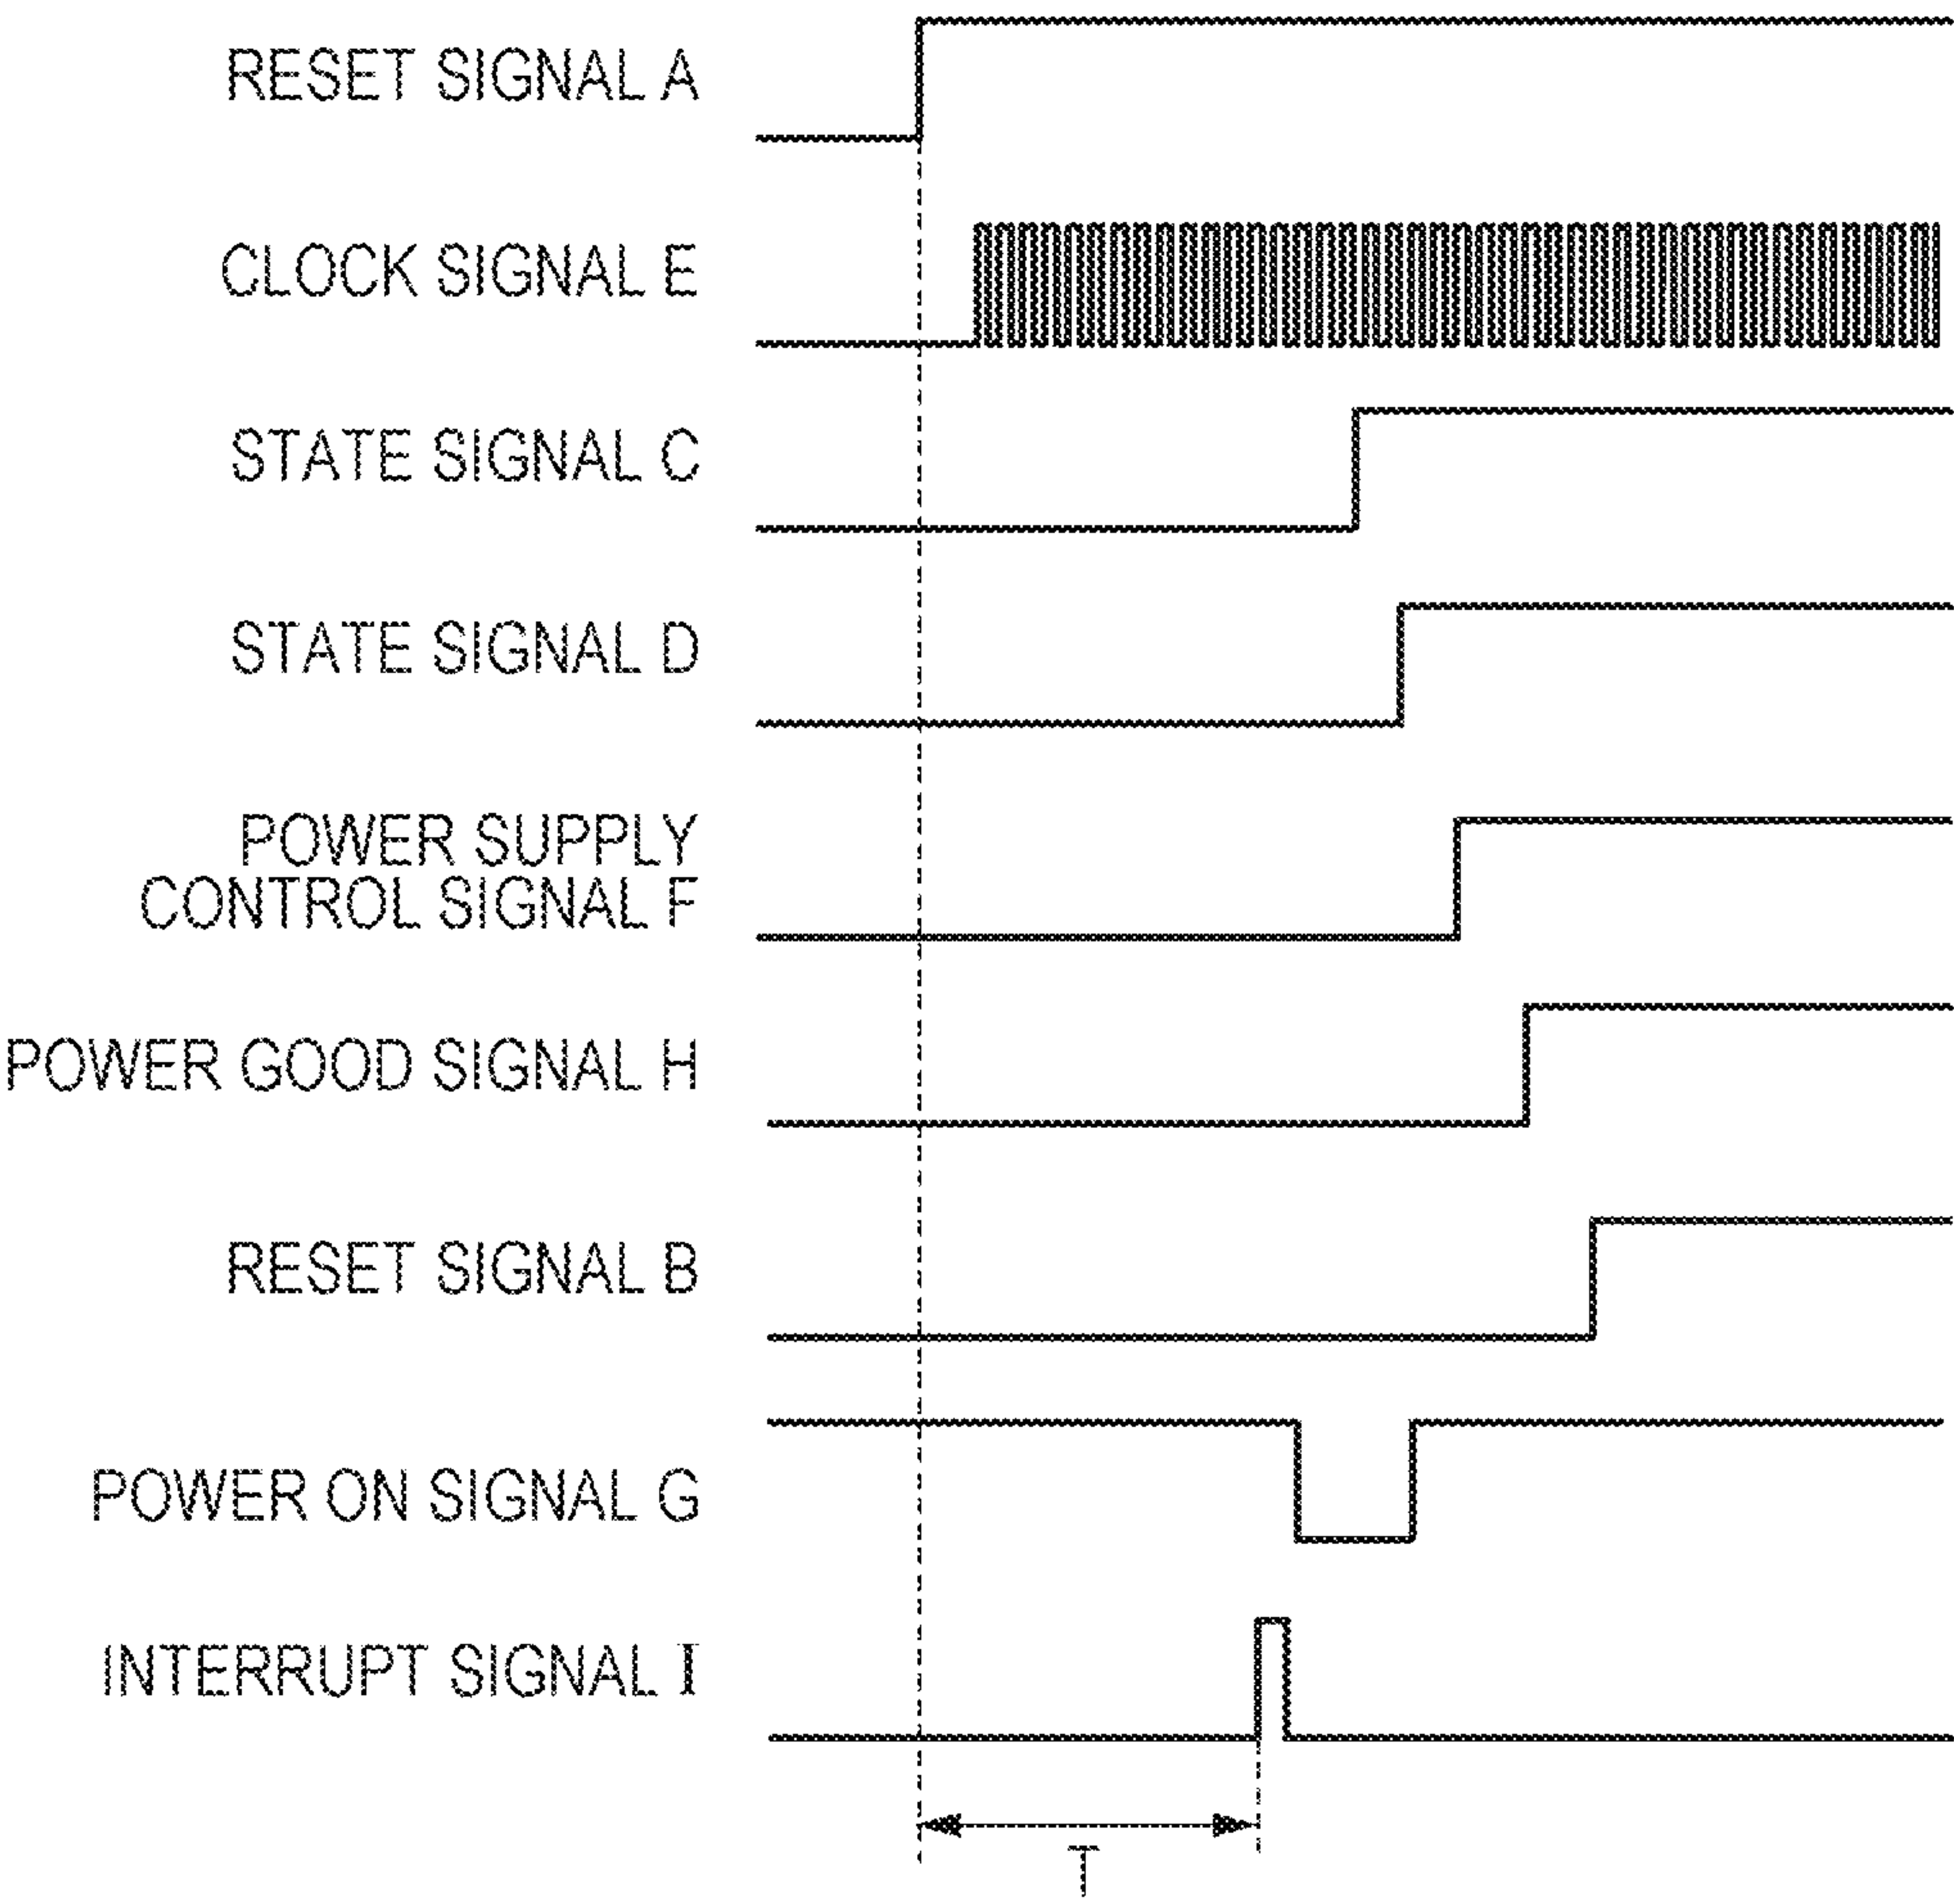 RESET SIGNAL A
CLOCK SIGNAL E
STATE SIGNAL C
STATE SIGNAL D
POWER SUPPLY
CONTROL SIGNAL F
POWER GOOD SIGNAL H
RESET SIGNAL B
POWER ON SIGNAL G
INTERRUPT SIGNAL I
T